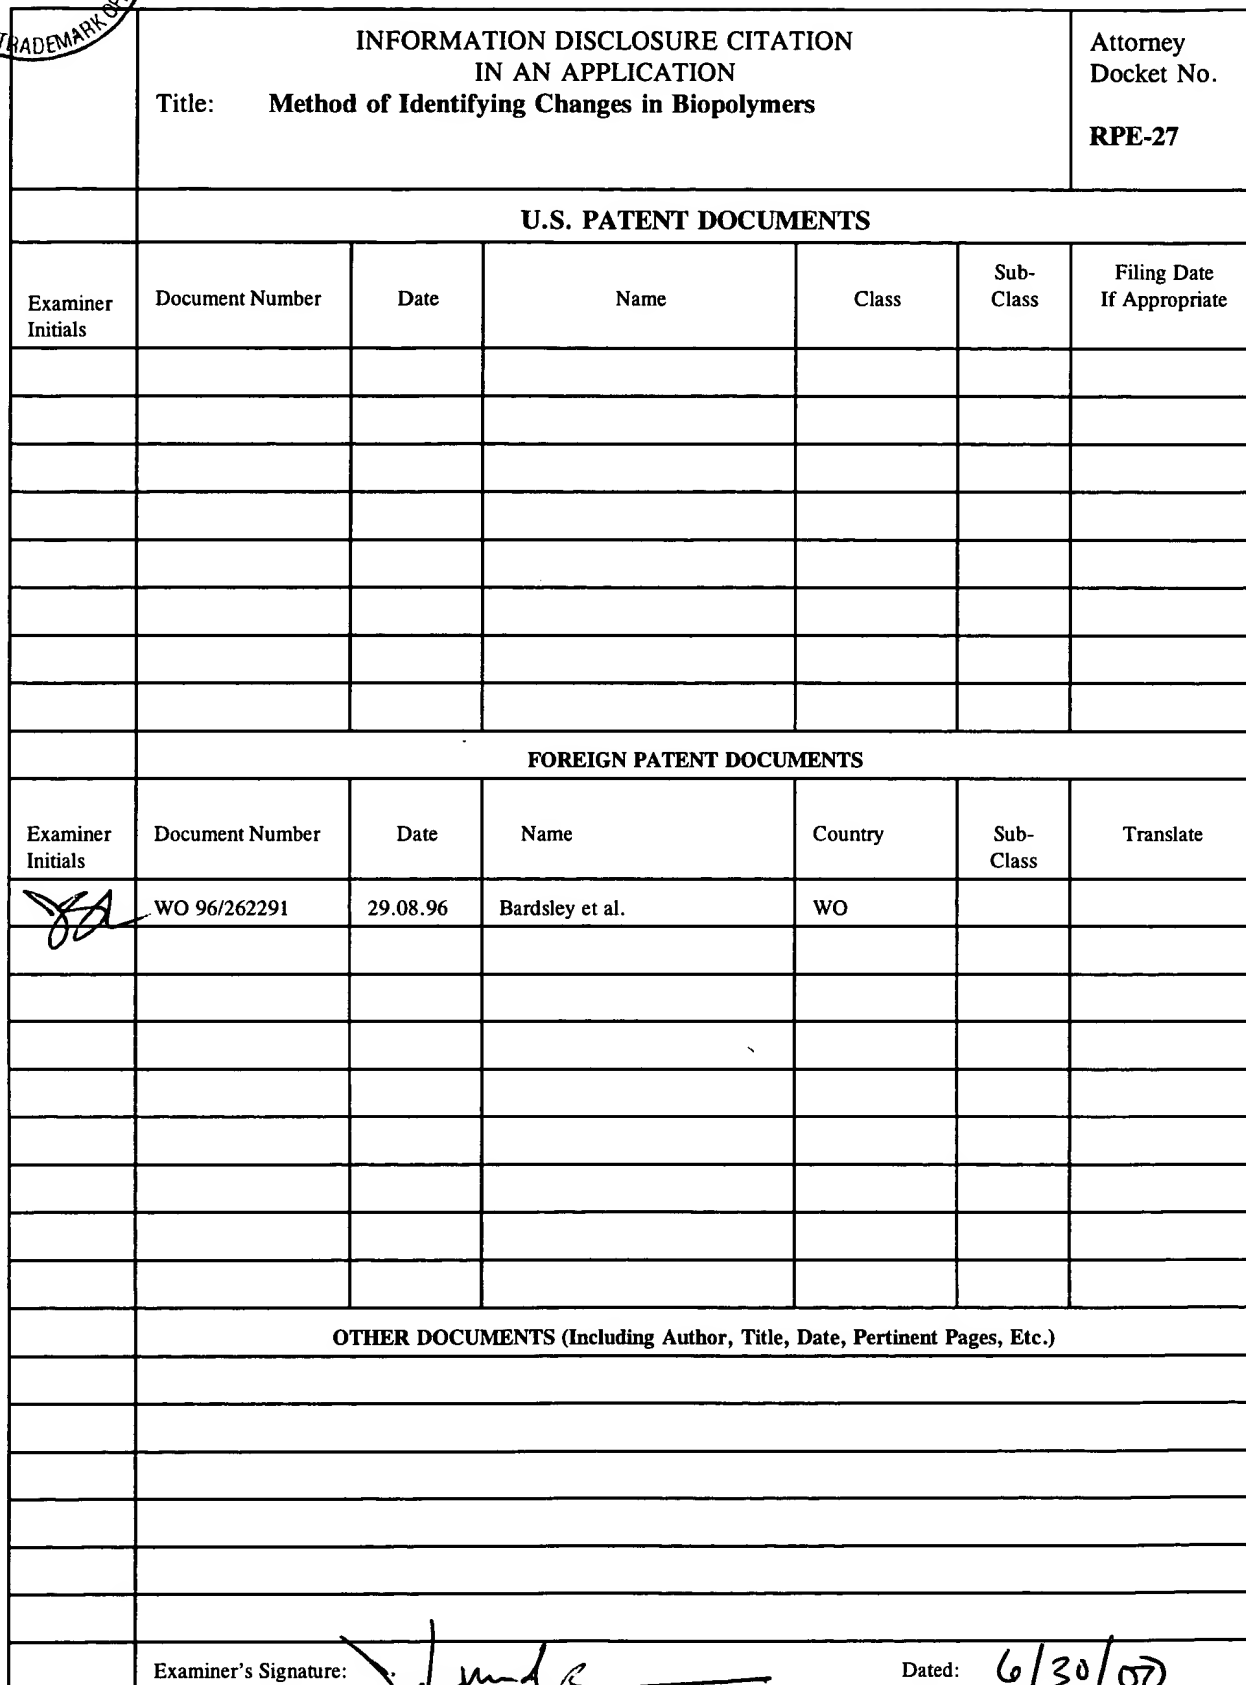 TRADEMARK
INFORMATION DISCLOSURE CITATION
IN AN APPLICATION
Title: Method of Identifying Changes in Biopolymers
Attorney
Docket No.
RPE-27
U.S. PATENT DOCUMENTS
Examiner
Initials
Document Number
Date
Name
Class
Sub-
Class
Filing Date
If Appropriate
FOREIGN PATENT DOCUMENTS
Examiner
Initials
Document Number
Date
Name
Country
Sub-
Class
Translate
WO 96/262291 29.08.96 Bardsley et al. WO
OTHER DOCUMENTS (Including Author, Title, Date, Pertinent Pages, Etc.)
Examiner's Signature:
Dated: 6/30/00